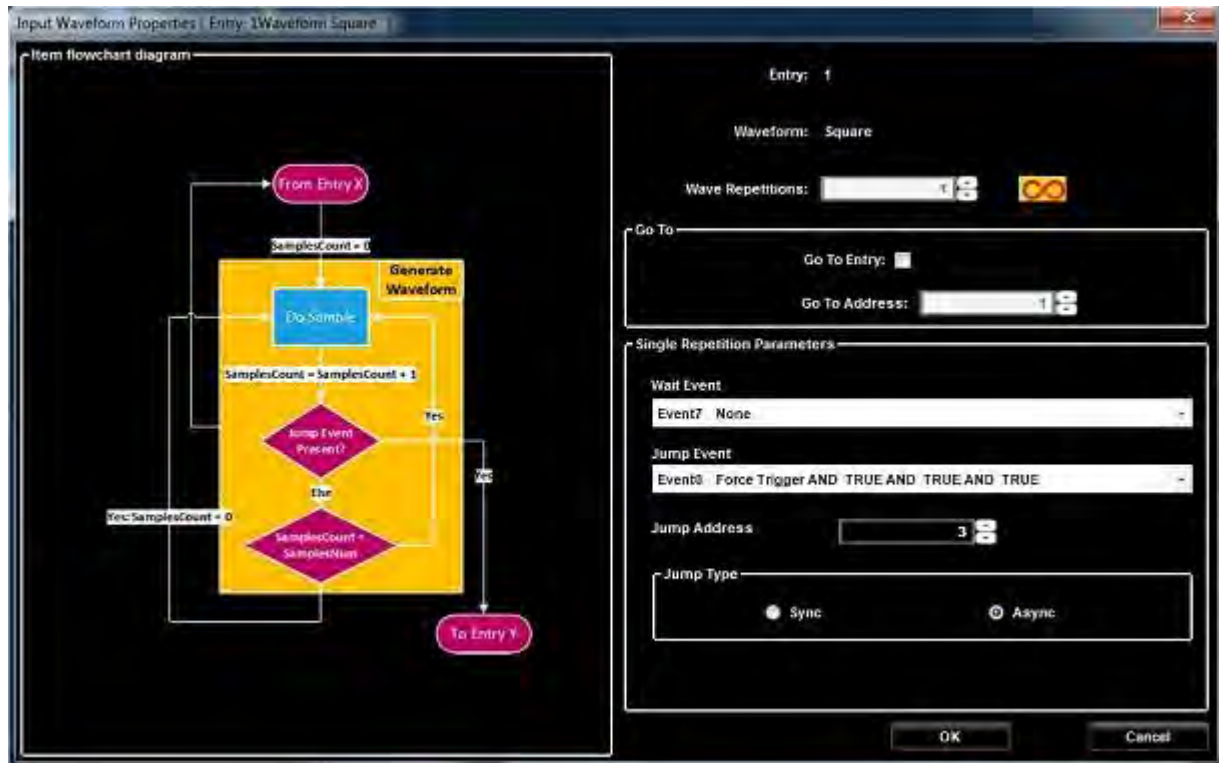 Input Waveform Properties | Entry: 1Waveform Square
Item flowchart diagram
From Entry X
SamplesCount = 0
Generate
Waveform
Do Sample
SamplesCount = SamplesCount + 1
Yes
Jump Event
Present?
Yes
Else
Yes: SamplesCount = 0
SamplesCount <
SamplesNum
To Entry Y
Entry: 1
Waveform: Square
Wave Repetitions: 1
Go To
Go To Entry:
Go To Address: 1
Single Repetition Parameters
Wait Event
Event7 None
Jump Event
Event0 Force Trigger AND TRUE AND TRUE AND TRUE
Jump Address 3
Jump Type
Sync Async
OK Cancel